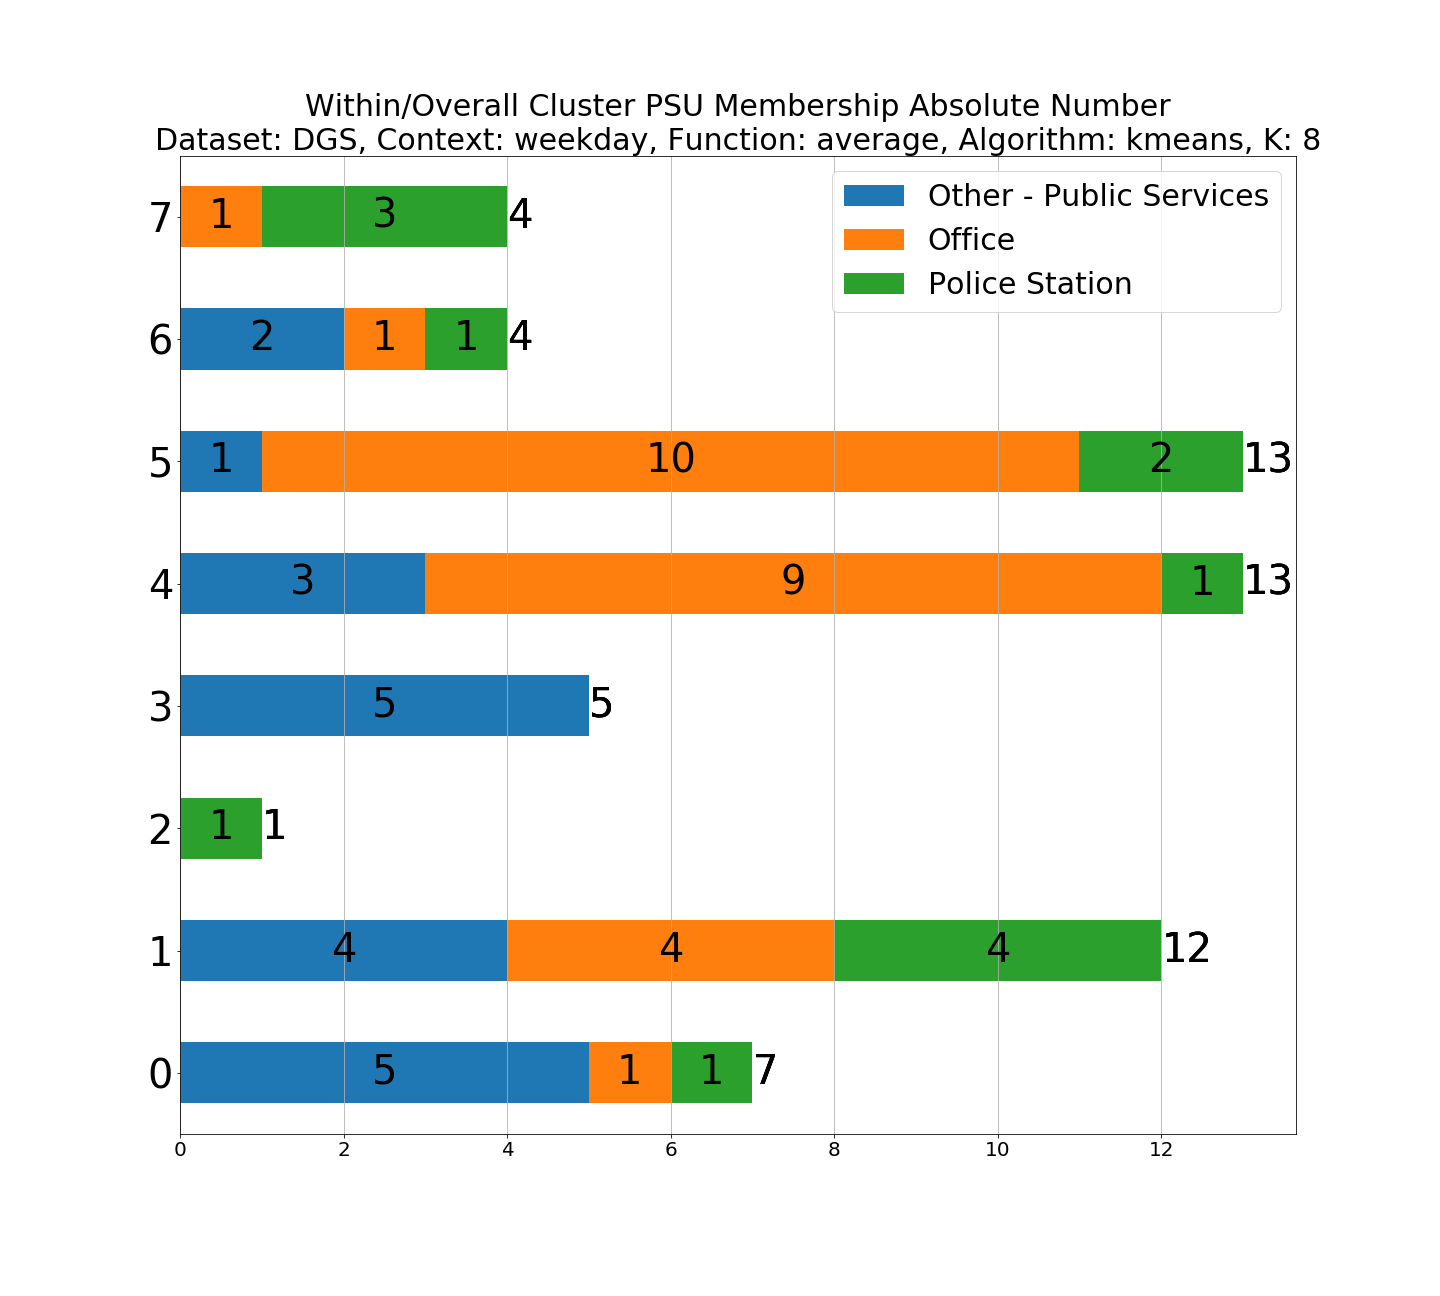 Within/Overall Cluster PSU Membership Absolute Number
Dataset: DGS, Context: weekday, Function: average, Algorithm: kmeans, K: 8
Other - Public Services
Office
Police Station
7 1 3 4
6 2 1 1 4
5 1 10 2 13
4 3 9 1 13
3 5 5
2 1 1
1 4 4 4 12
0 5 1 1 7
0 2 4 6 8 10 12